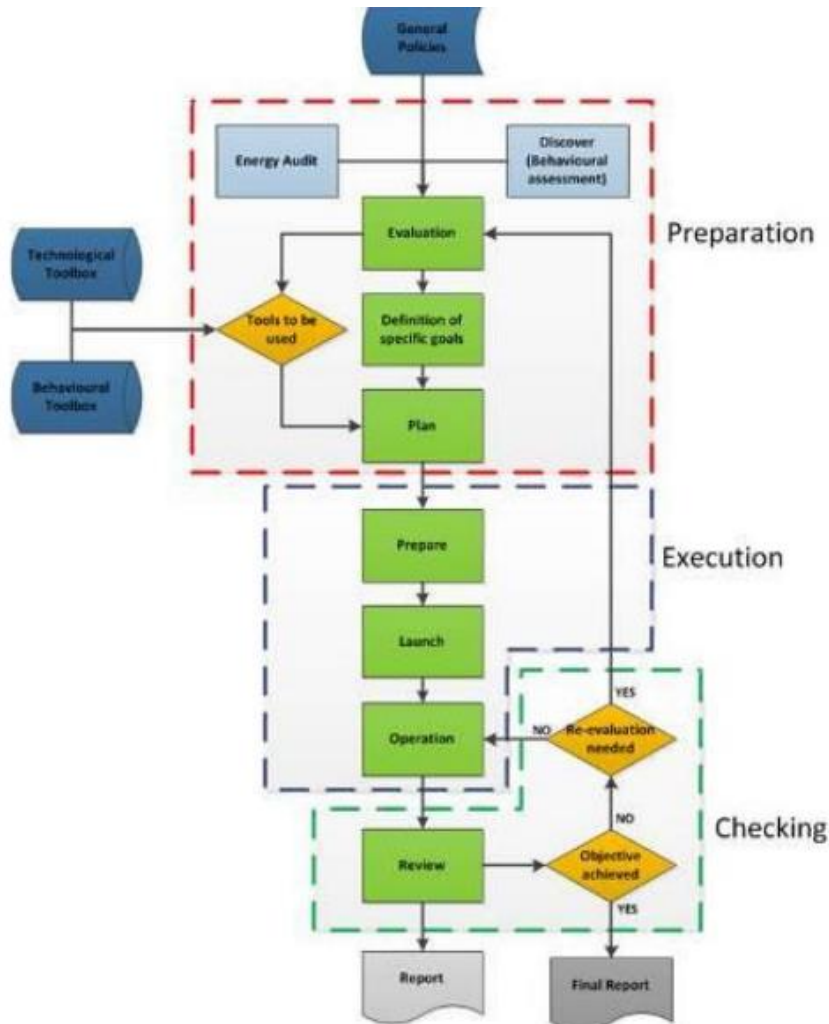 General
Policies
Energy Audit
Discover
(Behavioural
assessment)
Preparation
Evaluation
Technological
Toolbox
Tools to be
used
Definition of
specific goals
Behavioural
Toolbox
Plan
Prepare
Execution
Launch
YES
Operation
NO
Re-evaluation
needed
NO
Checking
Review
Objective
achieved
YES
Report
Final Report